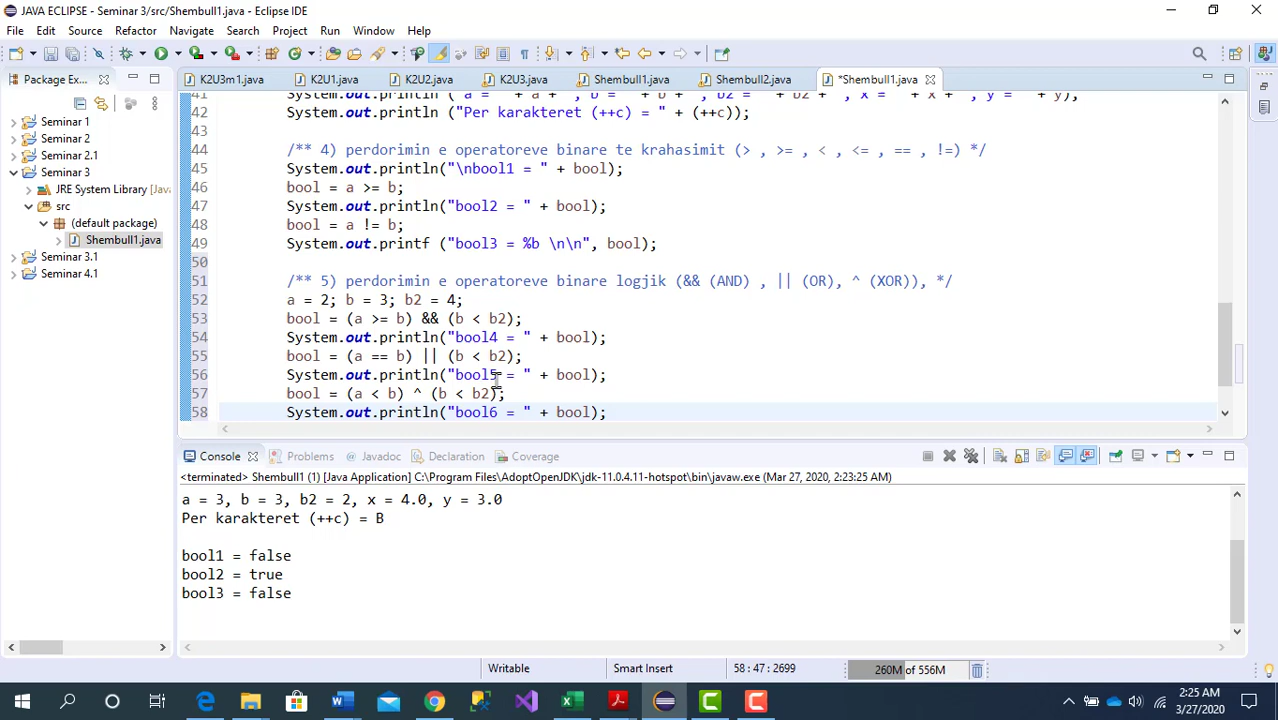 JAVA ECLIPSE - Seminar 3/src/Shembull1.java - Eclipse IDE
File Edit Source Refactor Navigate Search Project Run Window Help
Package Ex...
K2U3m1.java K2U1.java K2U2.java K2U3.java Shembull1.java Shembull2.java *Shembull1.java
Seminar 1
Seminar 2
Seminar 2.1
Seminar 3
JRE System Library [Java
src
(default package)
Shembull1.java
Seminar 3.1
Seminar 4.1
41 System.out.println ( a = " + a + " , b = " + b + " , b2 = " + b2 + " , x = " + x + " , y = " + y);
42 System.out.println ("Per karakteret (++c) = " + (++c));
43
44 /** 4) perdorimin e operatoreve binare te krahasimit (> , >= , < , <= , == , !=) */
45 System.out.println("\nbool1 = " + bool);
46 bool = a >= b;
47 System.out.println("bool2 = " + bool);
48 bool = a != b;
49 System.out.printf ("bool3 = %b \n\n", bool);
50
51 /** 5) perdorimin e operatoreve binare logjik (&& (AND) , || (OR), ^ (XOR)), */
52 a = 2; b = 3; b2 = 4;
53 bool = (a >= b) && (b < b2);
54 System.out.println("bool4 = " + bool);
55 bool = (a == b) || (b < b2);
56 System.out.println("bool5 = " + bool);
57 bool = (a < b) ^ (b < b2);
58 System.out.println("bool6 = " + bool);
Console Problems Javadoc Declaration Coverage
<terminated> Shembull1 (1) [Java Application] C:\Program Files\AdoptOpenJDK\jdk-11.0.4.11-hotspot\bin\javaw.exe (Mar 27, 2020, 2:23:25 AM)
a = 3, b = 3, b2 = 2, x = 4.0, y = 3.0
Per karakteret (++c) = B
bool1 = false
bool2 = true
bool3 = false
Writable Smart Insert 58 : 47 : 2699 260M of 556M
2:25 AM
3/27/2020